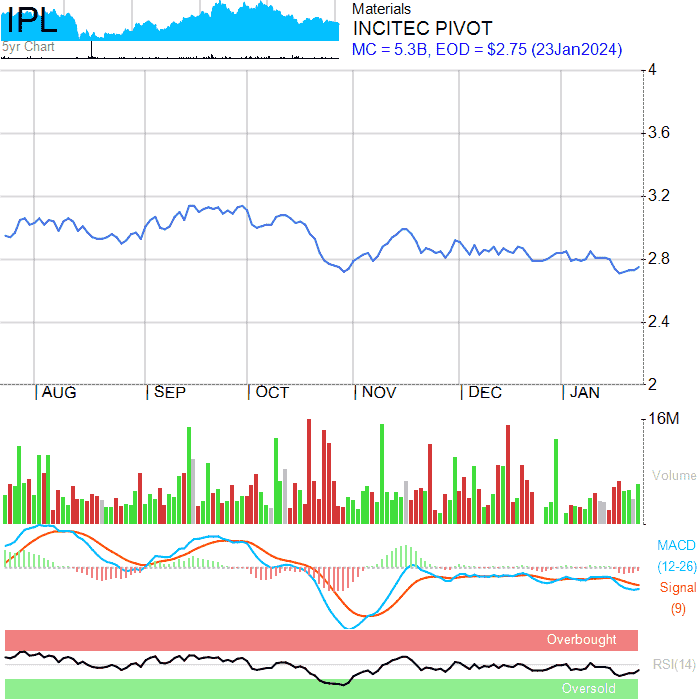 IPL
5yr Chart
Materials
INCITEC PIVOT
MC = 5.3B, EOD = $2.75 (23Jan2024)
4
3.6
3.2
2.8
2.4
2
AUG
SEP
OCT
NOV
DEC
JAN
16M
Volume
MACD
(12-26)
Signal
(9)
Overbought
RSI(14)
Oversold